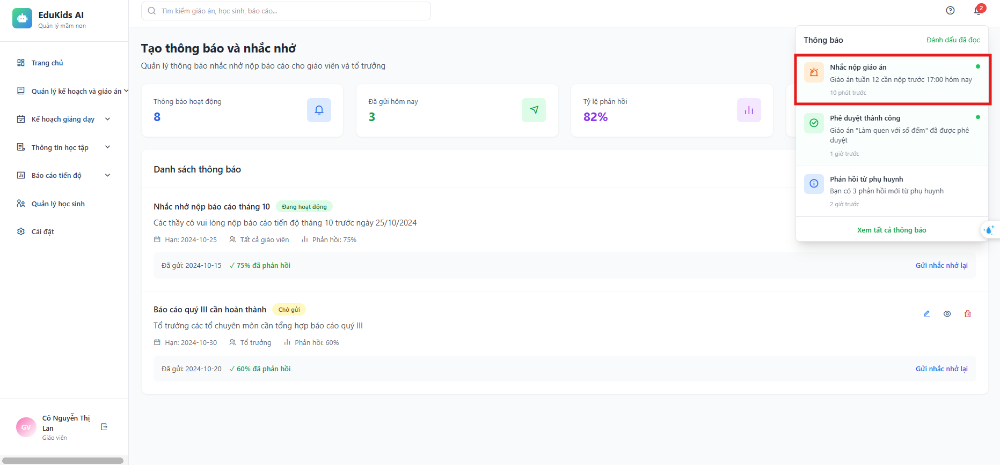 EduKids AI
Quản lý mầm non
Trang chủ
Quản lý kế hoạch và giáo án
Kế hoạch giảng dạy
Thông tin học tập
Báo cáo tiến độ
Quản lý học sinh
Cài đặt
GV
Cô Nguyễn Thị
Lan
Giáo viên
Tìm kiếm giáo án, học sinh, báo cáo...
2
Tạo thông báo và nhắc nhở
Quản lý thông báo nhắc nhở nộp báo cáo cho giáo viên và tổ trưởng
Thông báo hoạt động
8
Đã gửi hôm nay
3
Tỷ lệ phản hồi
82%
Danh sách thông báo
Nhắc nhở nộp báo cáo tháng 10 Đang hoạt động
Các thầy cô vui lòng nộp báo cáo tiến độ tháng 10 trước ngày 25/10/2024
Hạn: 2024-10-25 Tất cả giáo viên Phản hồi: 75%
Đã gửi: 2024-10-15 ✓ 75% đã phản hồi Gửi nhắc nhở lại
Báo cáo quý III cần hoàn thành Chờ gửi
Tổ trưởng các tổ chuyên môn cần tổng hợp báo cáo quý III
Hạn: 2024-10-30 Tổ trưởng Phản hồi: 60%
Đã gửi: 2024-10-20 ✓ 60% đã phản hồi Gửi nhắc nhở lại
Thông báo Đánh dấu đã đọc
Nhắc nộp giáo án
Giáo án tuần 12 cần nộp trước 17:00 hôm nay
10 phút trước
Phê duyệt thành công
Giáo án "Làm quen với số đếm" đã được phê
duyệt
1 giờ trước
Phản hồi từ phụ huynh
Bạn có 3 phản hồi mới từ phụ huynh
2 giờ trước
Xem tất cả thông báo